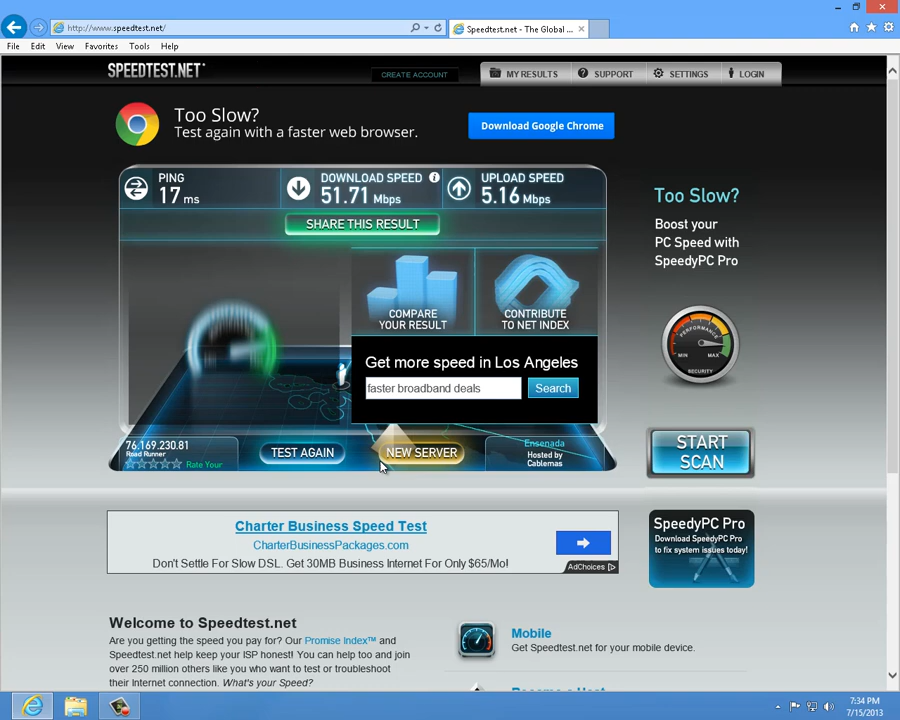 http://www.speedtest.net/
Speedtest.net - The Global ...
File Edit View Favorites Tools Help
SPEEDTEST.NET
CREATE ACCOUNT
MY RESULTS
SUPPORT
SETTINGS
LOGIN
Too Slow?
Test again with a faster web browser.
Download Google Chrome
PING
17 ms
DOWNLOAD SPEED
51.71 Mbps
UPLOAD SPEED
5.16 Mbps
SHARE THIS RESULT
Too Slow?
Boost your
PC Speed with
SpeedyPC Pro
COMPARE
YOUR RESULT
CONTRIBUTE
TO NET INDEX
PERFORMANCE
MIN MAX
SECURITY
Get more speed in Los Angeles
faster broadband deals
Search
76.169.230.81
Road Runner
Rate Your
TEST AGAIN
NEW SERVER
Ensenada
Hosted by
Cablemas
START
SCAN
Charter Business Speed Test
CharterBusinessPackages.com
Don't Settle For Slow DSL. Get 30MB Business Internet For Only $65/Mo!
AdChoices
SpeedyPC Pro
Download SpeedyPC Pro
to fix system issues today!
Welcome to Speedtest.net
Are you getting the speed you pay for? Our Promise Index™ and
Speedtest.net help keep your ISP honest! You can help too and join
over 250 million others like you who want to test or troubleshoot
their Internet connection. What's your Speed?
Mobile
Get Speedtest.net for your mobile device.
Become a Host
7:34 PM
7/15/2013